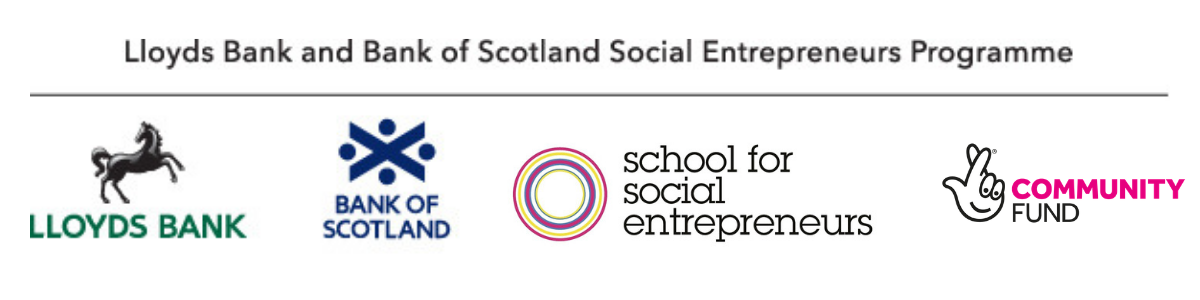 Lloyds Bank and Bank of Scotland Social Entrepreneurs Programme
LLOYDS BANK
BANK OF
SCOTLAND
school for
social
entrepreneurs
®
COMMUNITY
FUND